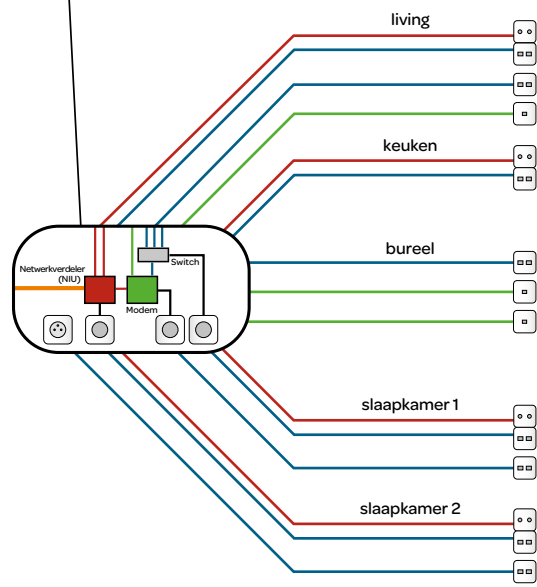 living
keuken
bureel
Netwerkverdeler
(NIU)
Switch
Modem
slaapkamer 1
slaapkamer 2